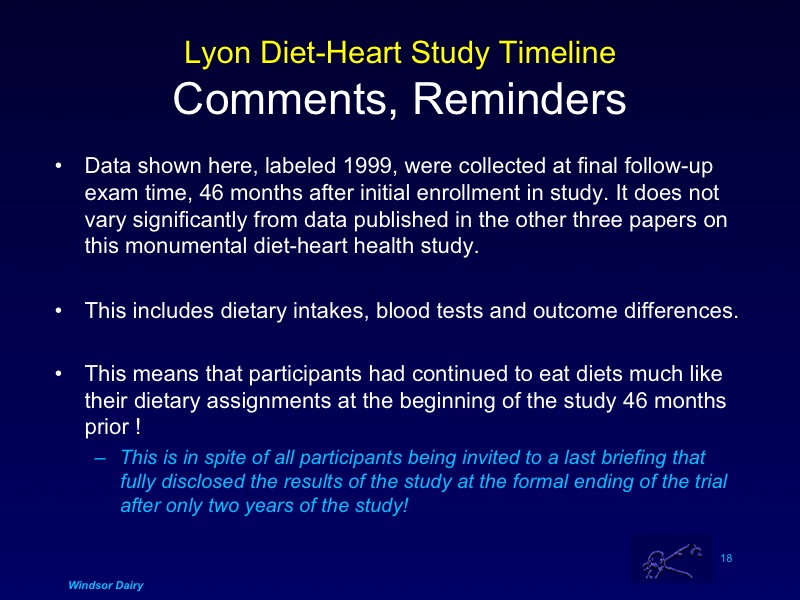 Lyon Diet-Heart Study Timeline
Comments, Reminders
• Data shown here, labeled 1999, were collected at final follow-up
exam time, 46 months after initial enrollment in study. It does not
vary significantly from data published in the other three papers on
this monumental diet-heart health study.
• This includes dietary intakes, blood tests and outcome differences.
• This means that participants had continued to eat diets much like
their dietary assignments at the beginning of the study 46 months
prior !
– This is in spite of all participants being invited to a last briefing that
fully disclosed the results of the study at the formal ending of the trial
after only two years of the study!
18
Windsor Dairy